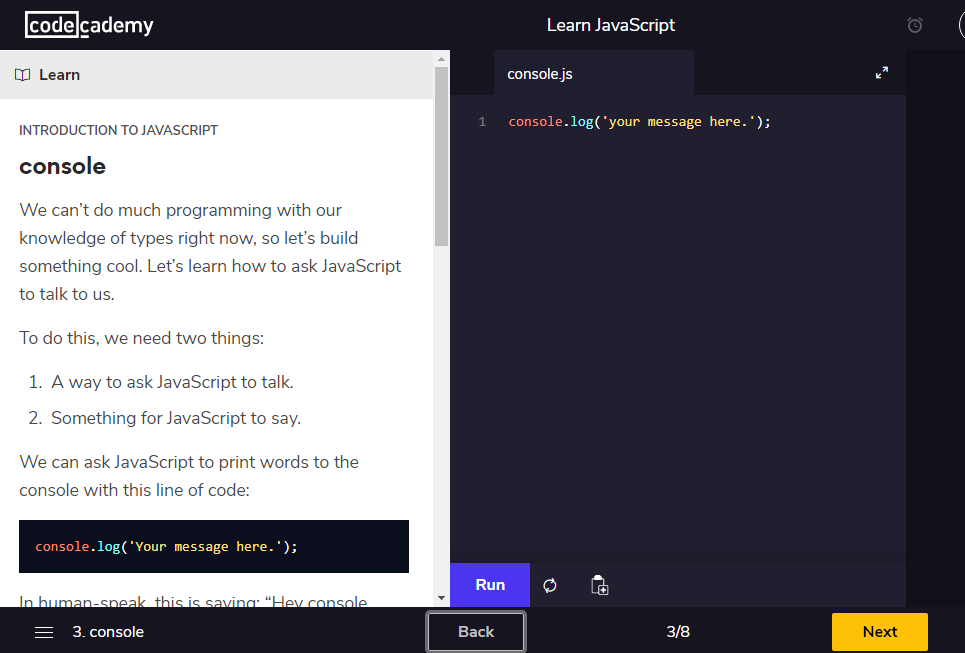 codecademy
Learn JavaScript
Learn
console.js
INTRODUCTION TO JAVASCRIPT
console
We can’t do much programming with our
knowledge of types right now, so let’s build
something cool. Let’s learn how to ask JavaScript
to talk to us.
To do this, we need two things:
1. A way to ask JavaScript to talk.
2. Something for JavaScript to say.
We can ask JavaScript to print words to the
console with this line of code:
console.log('Your message here.');
In human-speak, this is saying: “Hey console,
1 console.log('your message here.');
Run
3. console
Back
3/8
Next